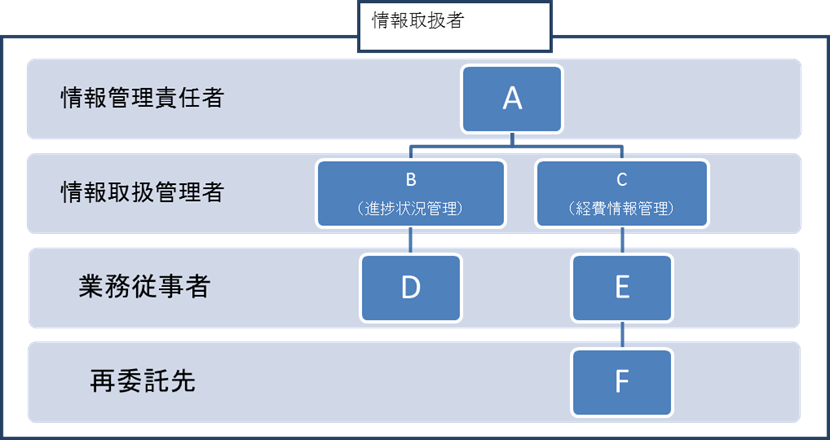 情報取扱者
情報管理責任者
A
情報取扱管理者
B
（進捗状況管理）
C
（経費情報管理）
業務従事者
D
E
再委託先
F